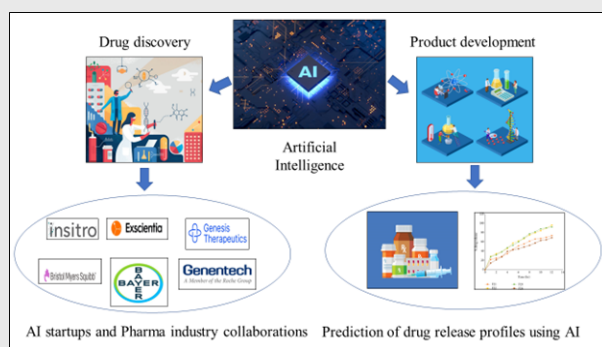 Drug discovery
Product development
AI
Artificial
Intelligence
insitro
Exscientia
Genesis
Therapeutics
Bristol Myers Squibb
BAYER
BAYER
Genentech
A Member of the Roche Group
AI startups and Pharma industry collaborations
Prediction of drug release profiles using AI